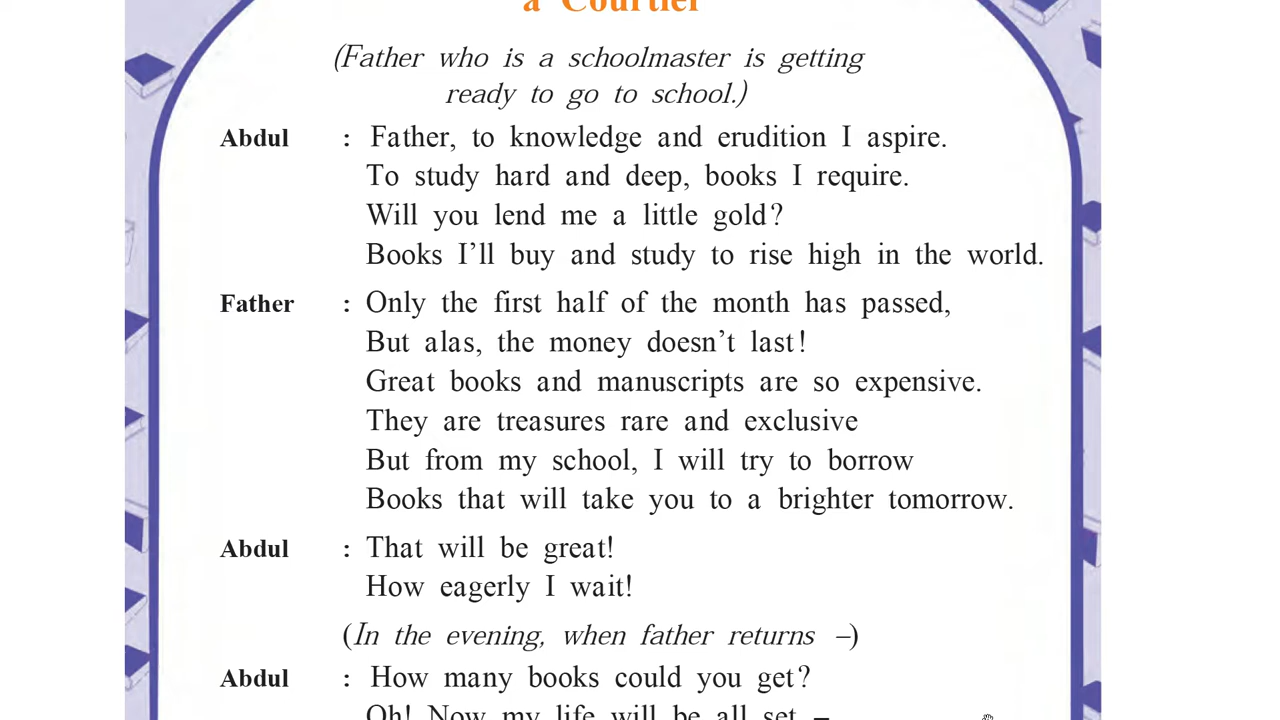 a Courtier
(Father who is a schoolmaster is getting
ready to go to school.)
Abdul : Father, to knowledge and erudition I aspire.
To study hard and deep, books I require.
Will you lend me a little gold?
Books I'll buy and study to rise high in the world.
Father : Only the first half of the month has passed,
But alas, the money doesn't last!
Great books and manuscripts are so expensive.
They are treasures rare and exclusive
But from my school, I will try to borrow
Books that will take you to a brighter tomorrow.
Abdul : That will be great!
How eagerly I wait!
(In the evening, when father returns –)
Abdul : How many books could you get?
Oh! Now my life will be all set –